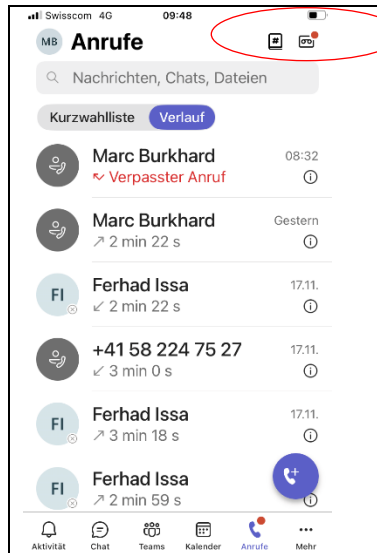 Swisscom 4G 09:48
MB Anrufe #
Nachrichten, Chats, Dateien
Kurzwahlliste Verlauf
Marc Burkhard 08:32
Verpasster Anruf
Marc Burkhard Gestern
2 min 22 s
FI Ferhad Issa 17.11.
2 min 22 s
+41 58 224 75 27 17.11.
3 min 0 s
FI Ferhad Issa 17.11.
3 min 18 s
FI Ferhad Issa
2 min 59 s
Aktivität Chat Teams Kalender Anrufe Mehr